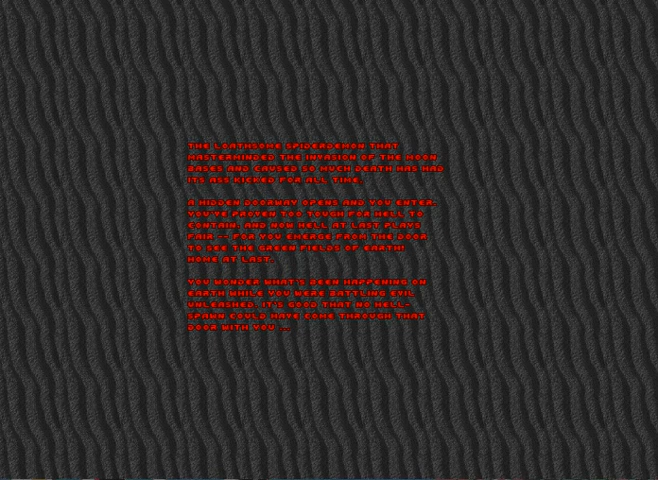 THE LOATHSOME SPIDERDEMON THAT
MASTERMINDED THE INVASION OF THE MOON
BASES AND CAUSED SO MUCH DEATH HAS HAD
ITS ASS KICKED FOR ALL TIME.
A HIDDEN DOORWAY OPENS AND YOU ENTER.
YOU'VE PROVEN TOO TOUGH FOR HELL TO
CONTAIN, AND NOW HELL AT LAST PLAYS
FAIR -- FOR YOU EMERGE FROM THE DOOR
TO SEE THE GREEN FIELDS OF EARTH!
HOME AT LAST.
YOU WONDER WHAT'S BEEN HAPPENING ON
EARTH WHILE YOU WERE BATTLING EVIL
UNLEASHED. IT'S GOOD THAT NO HELL-
SPAWN COULD HAVE COME THROUGH THAT
DOOR WITH YOU ...